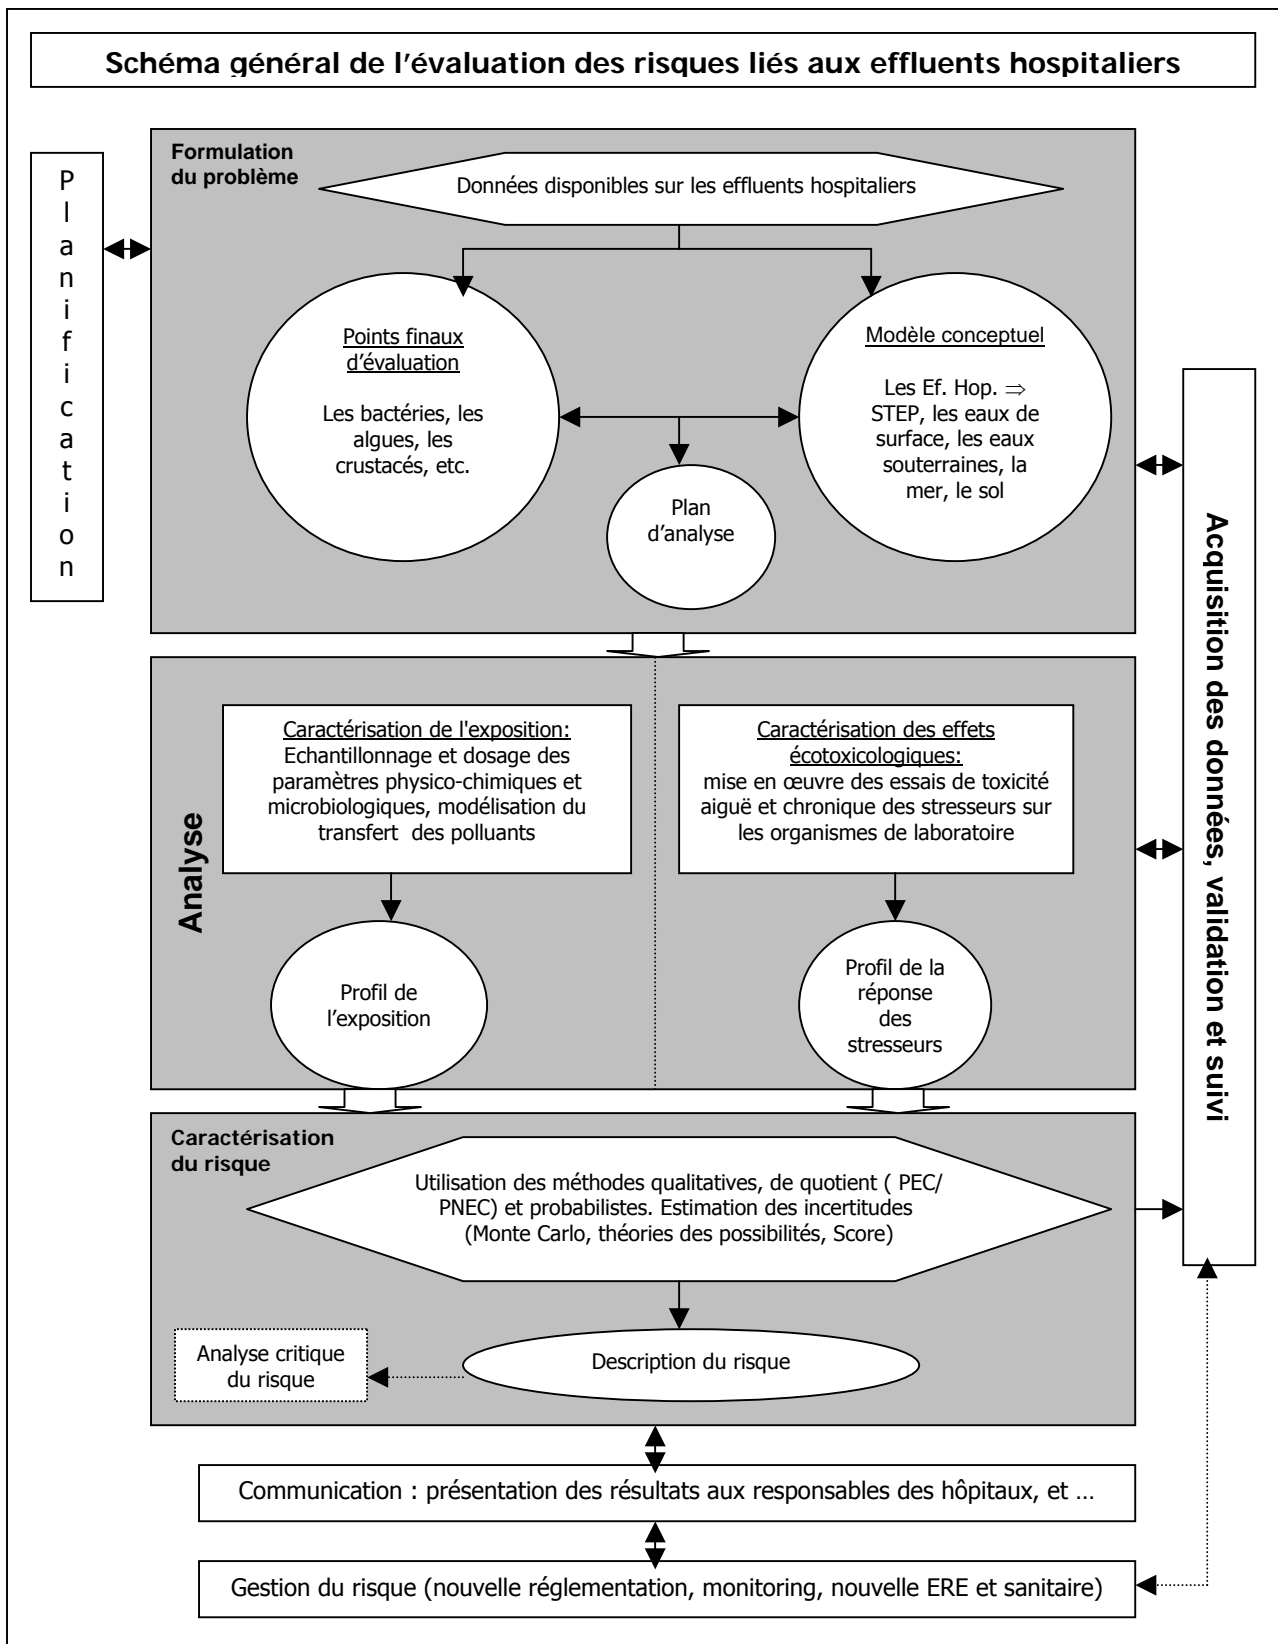 Schéma général de l'évaluation des risques liés aux effluents hospitaliers
Planification
Formulation
du problème
Données disponibles sur les effluents hospitaliers
Points finaux
d'évaluation
Les bactéries, les
algues, les
crustacés, etc.
Modèle conceptuel
Les Ef. Hop. ⇒
STEP, les eaux de
surface, les eaux
souterraines, la
mer, le sol
Plan
d'analyse
Acquisition des données, validation et suivi
Analyse
Caractérisation de l'exposition:
Echantillonnage et dosage des
paramètres physico-chimiques et
microbiologiques, modélisation du
transfert des polluants
Caractérisation des effets
écotoxicologiques:
mise en œuvre des essais de toxicité
aiguë et chronique des stresseurs sur
les organismes de laboratoire
Profil de
l'exposition
Profil de la
réponse
des
stresseurs
Caractérisation
du risque
Utilisation des méthodes qualitatives, de quotient ( PEC/
PNEC) et probabilistes. Estimation des incertitudes
(Monte Carlo, théories des possibilités, Score)
Analyse critique
du risque
Description du risque
Communication : présentation des résultats aux responsables des hôpitaux, et ...
Gestion du risque (nouvelle réglementation, monitoring, nouvelle ERE et sanitaire)